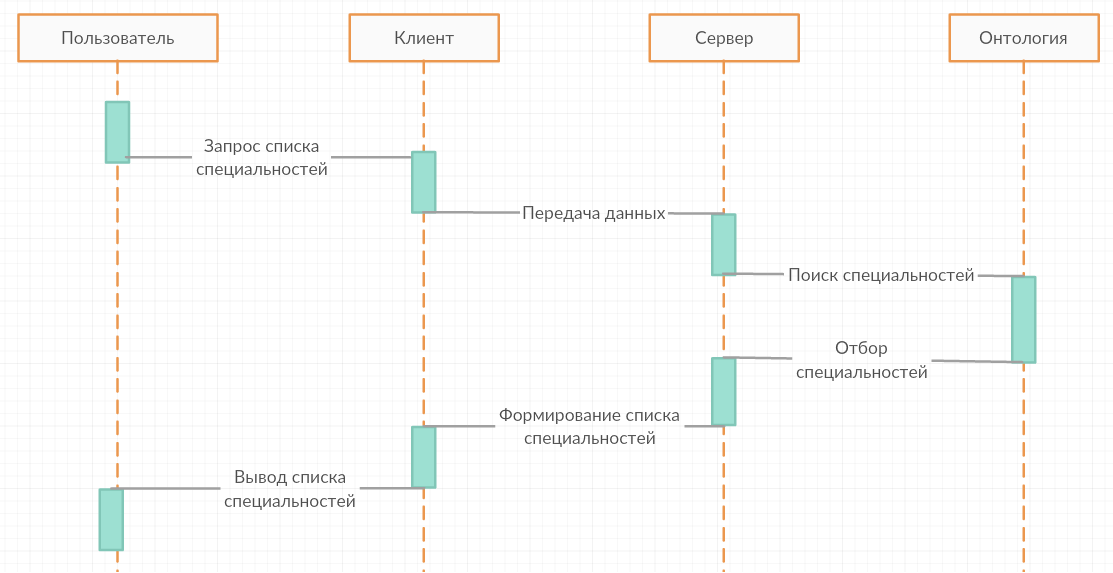 Пользователь
Клиент
Сервер
Онтология
Запрос списка
специальностей
Передача данных
Поиск специальностей
Отбор
специальностей
Формирование списка
специальностей
Вывод списка
специальностей